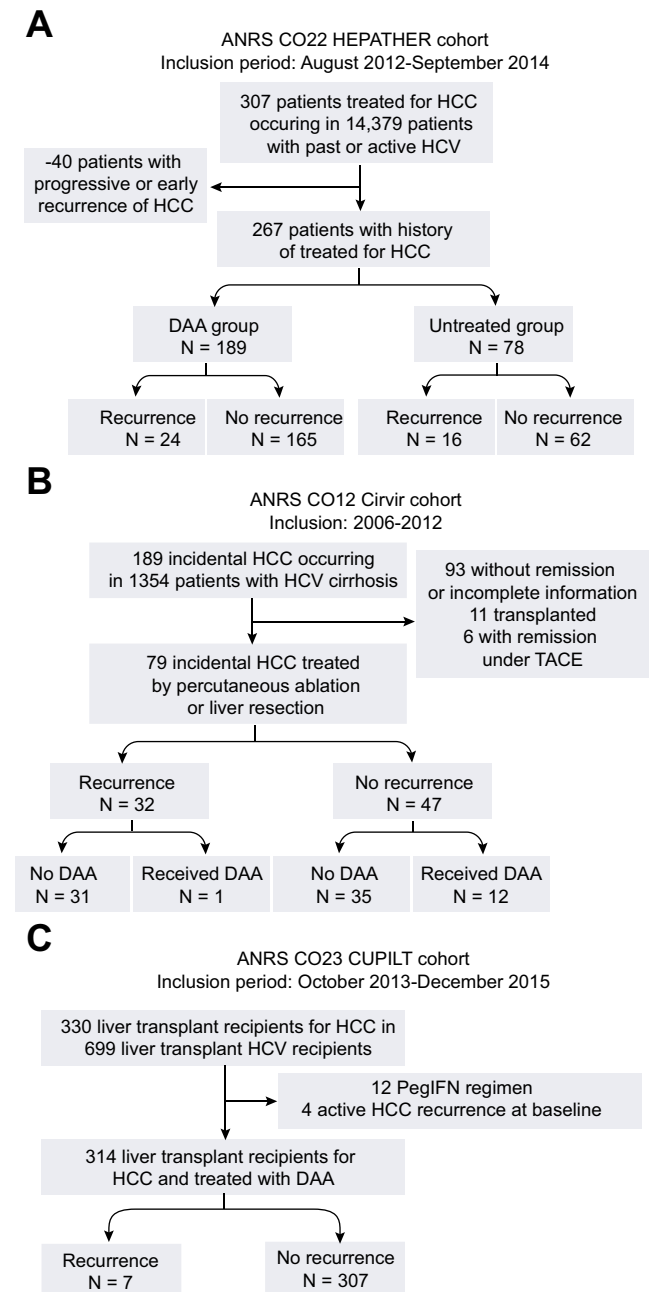 A
ANRS CO22 HEPATHER cohort
Inclusion period: August 2012-September 2014
307 patients treated for HCC
occuring in 14,379 patients
with past or active HCV
-40 patients with
progressive or early
recurrence of HCC
267 patients with history
of treated for HCC
DAA group
N = 189
Untreated group
N = 78
Recurrence
N = 24
No recurrence
N = 165
Recurrence
N = 16
No recurrence
N = 62
B
ANRS CO12 Cirvir cohort
Inclusion: 2006-2012
189 incidental HCC occurring
in 1354 patients with HCV cirrhosis
93 without remission
or incomplete information
11 transplanted
6 with remission
under TACE
79 incidental HCC treated
by percutaneous ablation
or liver resection
Recurrence
N = 32
No recurrence
N = 47
No DAA
N = 31
Received DAA
N = 1
No DAA
N = 35
Received DAA
N = 12
C
ANRS CO23 CUPILT cohort
Inclusion period: October 2013-December 2015
330 liver transplant recipients for HCC in
699 liver transplant HCV recipients
12 PegIFN regimen
4 active HCC recurrence at baseline
314 liver transplant recipients for
HCC and treated with DAA
Recurrence
N = 7
No recurrence
N = 307